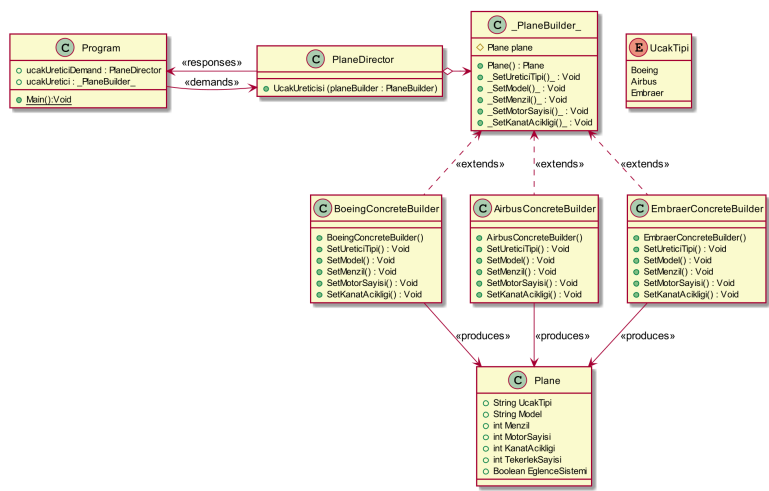 C Program
ucakUreticiDemand : PlaneDirector
ucakUretici : _PlaneBuilder_
Main():Void
«responses»
«demands»
C PlaneDirector
UcakUreticisi (planeBuilder : PlaneBuilder)
C _PlaneBuilder_
Plane plane
Plane() : Plane
_SetUreticiTipi()_ : Void
_SetModel()_ : Void
_SetMenzil()_ : Void
_SetMotorSayisi()_ : Void
_SetKanatAcikligi()_ : Void
E UcakTipi
Boeing
Airbus
Embraer
«extends»
«extends»
«extends»
C BoeingConcreteBuilder
BoeingConcreteBuilder()
SetUreticiTipi() : Void
SetModel() : Void
SetMenzil() : Void
SetMotorSayisi() : Void
SetKanatAcikligi() : Void
C AirbusConcreteBuilder
AirbusConcreteBuilder()
SetUreticiTipi() : Void
SetModel() : Void
SetMenzil() : Void
SetMotorSayisi() : Void
SetKanatAcikligi() : Void
C EmbraerConcreteBuilder
EmbraerConcreteBuilder()
SetUreticiTipi() : Void
SetModel() : Void
SetMenzil() : Void
SetMotorSayisi() : Void
SetKanatAcikligi() : Void
«produces»
«produces»
«produces»
C Plane
String UcakTipi
String Model
int Menzil
int MotorSayisi
int KanatAcikligi
int TekerlekSayisi
Boolean EglenceSistemi